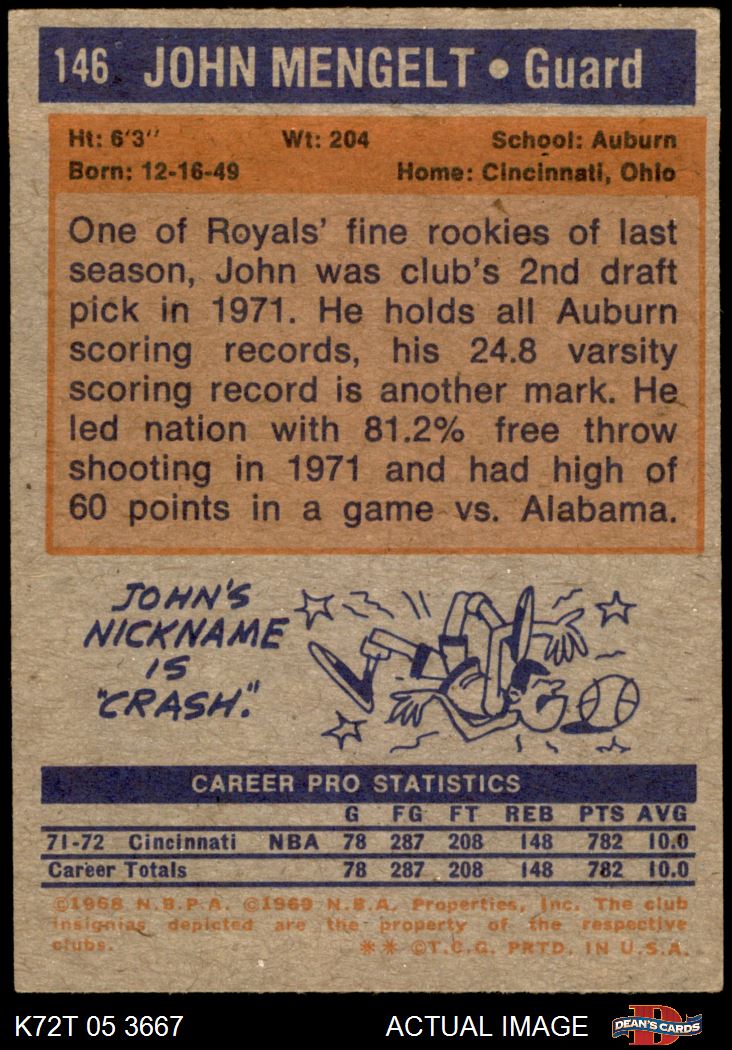 146 JOHN MENGELT • Guard
Ht: 6'3'' Wt: 204 School: Auburn
Born: 12-16-49 Home: Cincinnati, Ohio
One of Royals' fine rookies of last
season, John was club's 2nd draft
pick in 1971. He holds all Auburn
scoring records, his 24.8 varsity
scoring record is another mark. He
led nation with 81.2% free throw
shooting in 1971 and had high of
60 points in a game vs. Alabama.
JOHN'S
NICKNAME
IS
"CRASH."
CAREER PRO STATISTICS
G FG FT REB PTS AVG
71-72 Cincinnati NBA 78 287 208 148 782 10.0
Career Totals 78 287 208 148 782 10.0
©1968 N.B.P.A. ©1969 N.B.A. Properties, Inc. The club
insignias depicted are the property of the respective
clubs. ** ©T.C.G. PRTD. IN U.S.A.
K72T 05 3667 ACTUAL IMAGE D DEAN'S CARDS